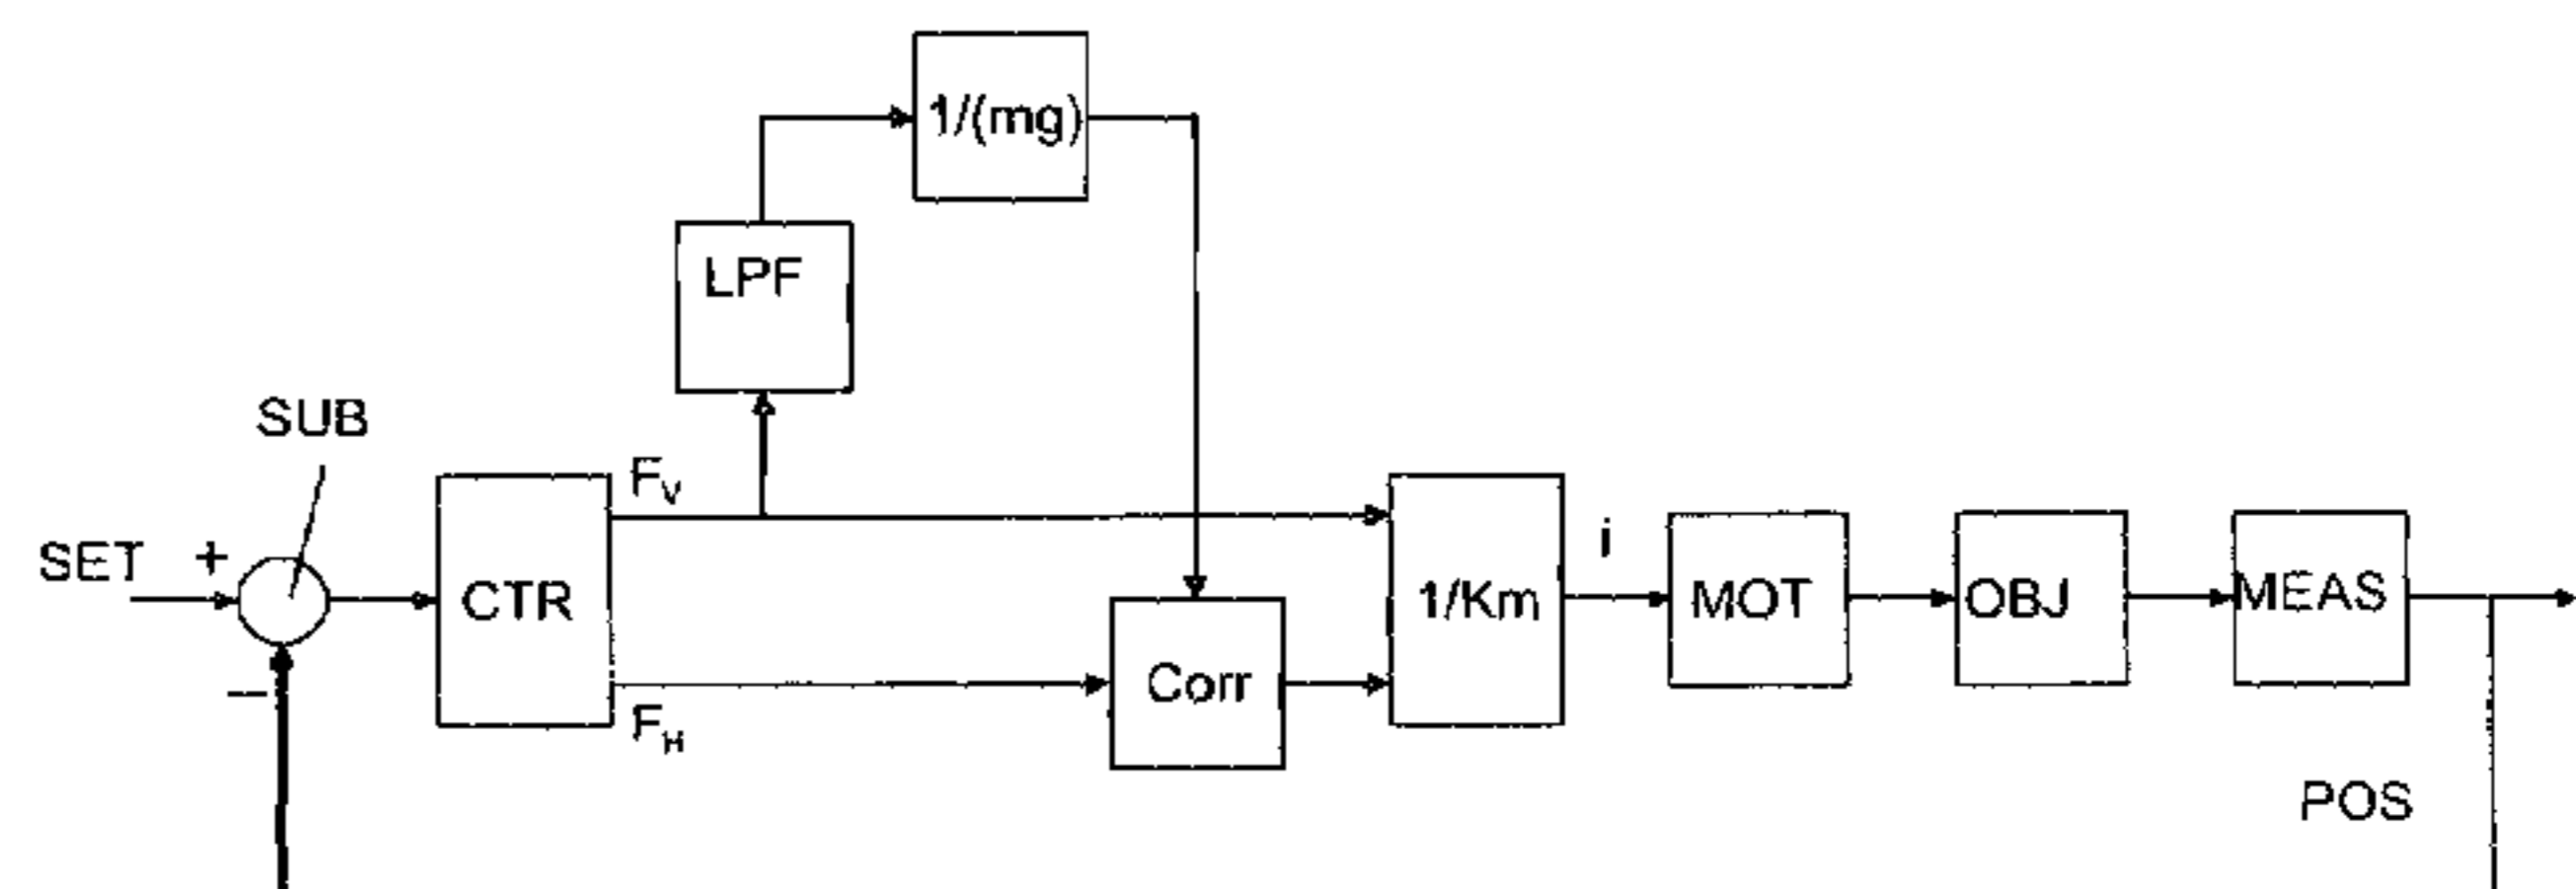 1/(mg)
LPF
SUB
SET
+
−
CTR
F_V
F_H
Corr
1/Km
i
MOT
OBJ
MEAS
POS